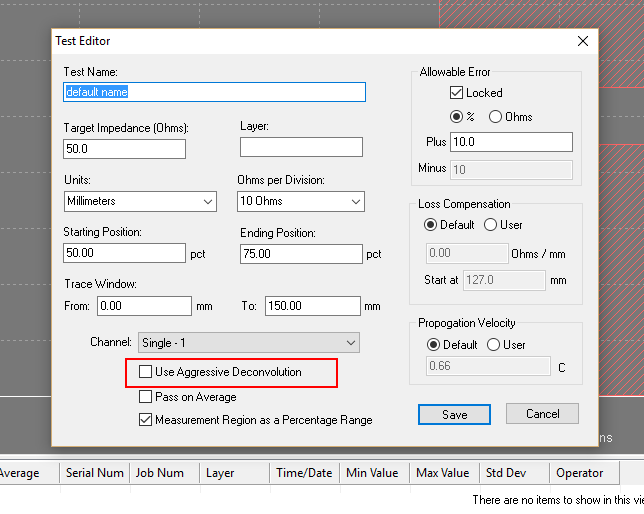 Test Editor
Test Name:
default name
Target Impedance (Ohms):
Layer:
50.0
Units:
Ohms per Division:
Millimeters
10 Ohms
Starting Position:
Ending Position:
50.00 pct
75.00 pct
Trace Window:
From: 0.00 mm
To: 150.00 mm
Channel: Single - 1
Use Aggressive Deconvolution
Pass on Average
Measurement Region as a Percentage Range
Allowable Error
Locked
% Ohms
Plus 10.0
Minus 10
Loss Compensation
Default User
0.00 Ohms / mm
Start at 127.0 mm
Propogation Velocity
Default User
0.66 C
Save Cancel
ns
Average Serial Num Job Num Layer Time/Date Min Value Max Value Std Dev Operator
There are no items to show in this vie